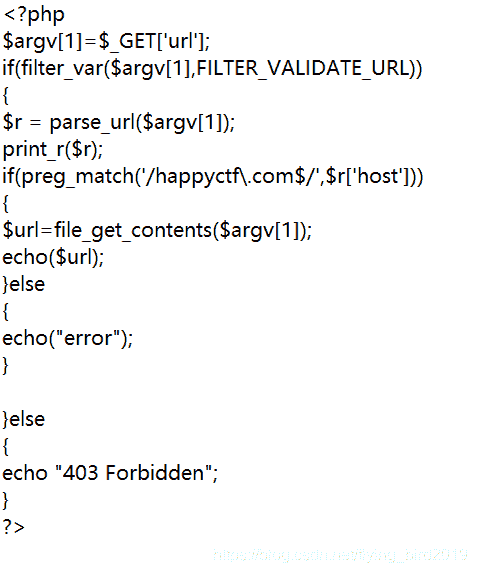 <?php
$argv[1]=$_GET['url'];
if(filter_var($argv[1],FILTER_VALIDATE_URL))
{
$r = parse_url($argv[1]);
print_r($r);
if(preg_match('/happyctf\.com$/',$r['host']))
{
$url=file_get_contents($argv[1]);
echo($url);
}else
{
echo("error");
}
}else
{
echo "403 Forbidden";
}
?>
https://blog.csdn.net/flying_bird2019